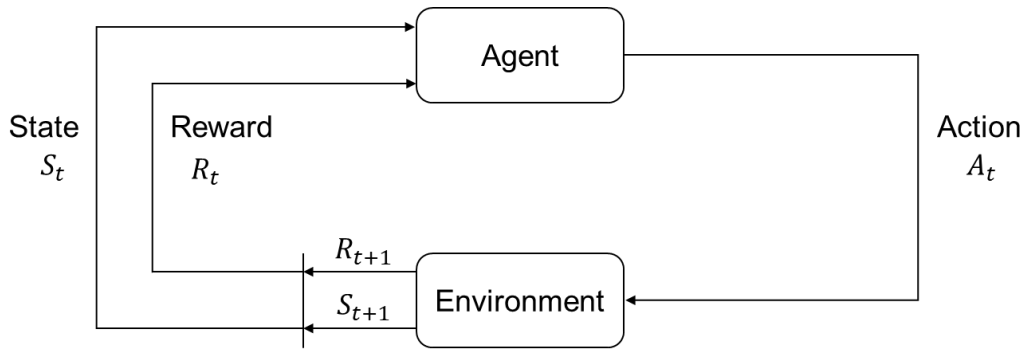 Agent
State
Reward
Action
S_t
R_t
A_t
R_{t+1}
Environment
S_{t+1}